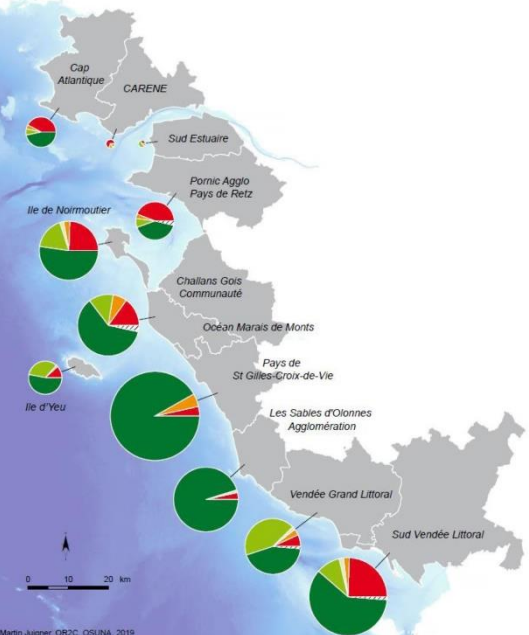 Cap
Atlantique
CARENE
Sud Estuaire
Pornic Agglo
Pays de Retz
Ile de Noirmoutier
Challans Gois
Communauté
Océan Marais de Monts
Pays de
St Gilles-Croix-de-Vie
Ile d'Yeu
Les Sables d'Olonnes
Agglomération
Vendée Grand Littoral
Sud Vendée Littoral
0 10 20 km
Martin Juigner, OR2C, OSUNA, 2019